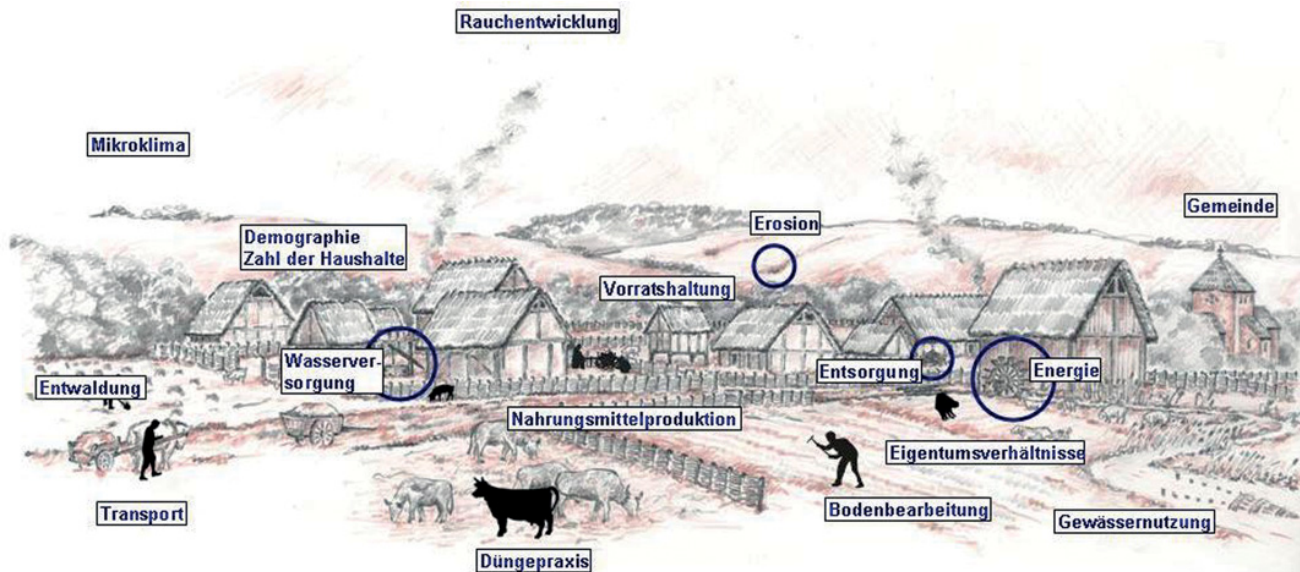 Rauchentwicklung
Mikroklima
Gemeinde
Erosion
Demographie
Zahl der Haushalte
Vorratshaltung
Wasserver-
sorgung
Entsorgung
Energie
Entwaldung
Nahrungsmittelproduktion
Eigentumsverhältnisse
Transport
Bodenbearbeitung
Gewässernutzung
Düngepraxis